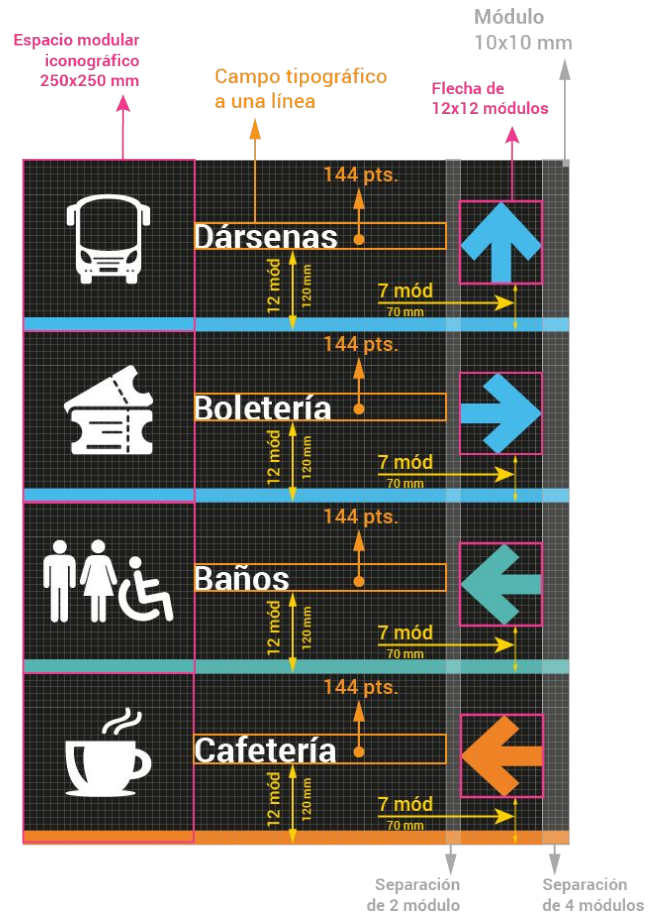 Módulo
10x10 mm
Espacio modular
iconográfico
250x250 mm
Campo tipográfico
a una línea
Flecha de
12x12 módulos
144 pts.
Dársenas
12 mód
120 mm
7 mód
70 mm
144 pts.
Boletería
12 mód
120 mm
7 mód
70 mm
144 pts.
Baños
12 mód
120 mm
7 mód
70 mm
144 pts.
Cafetería
12 mód
120 mm
7 mód
70 mm
Separación
de 2 módulo
Separación
de 4 módulos